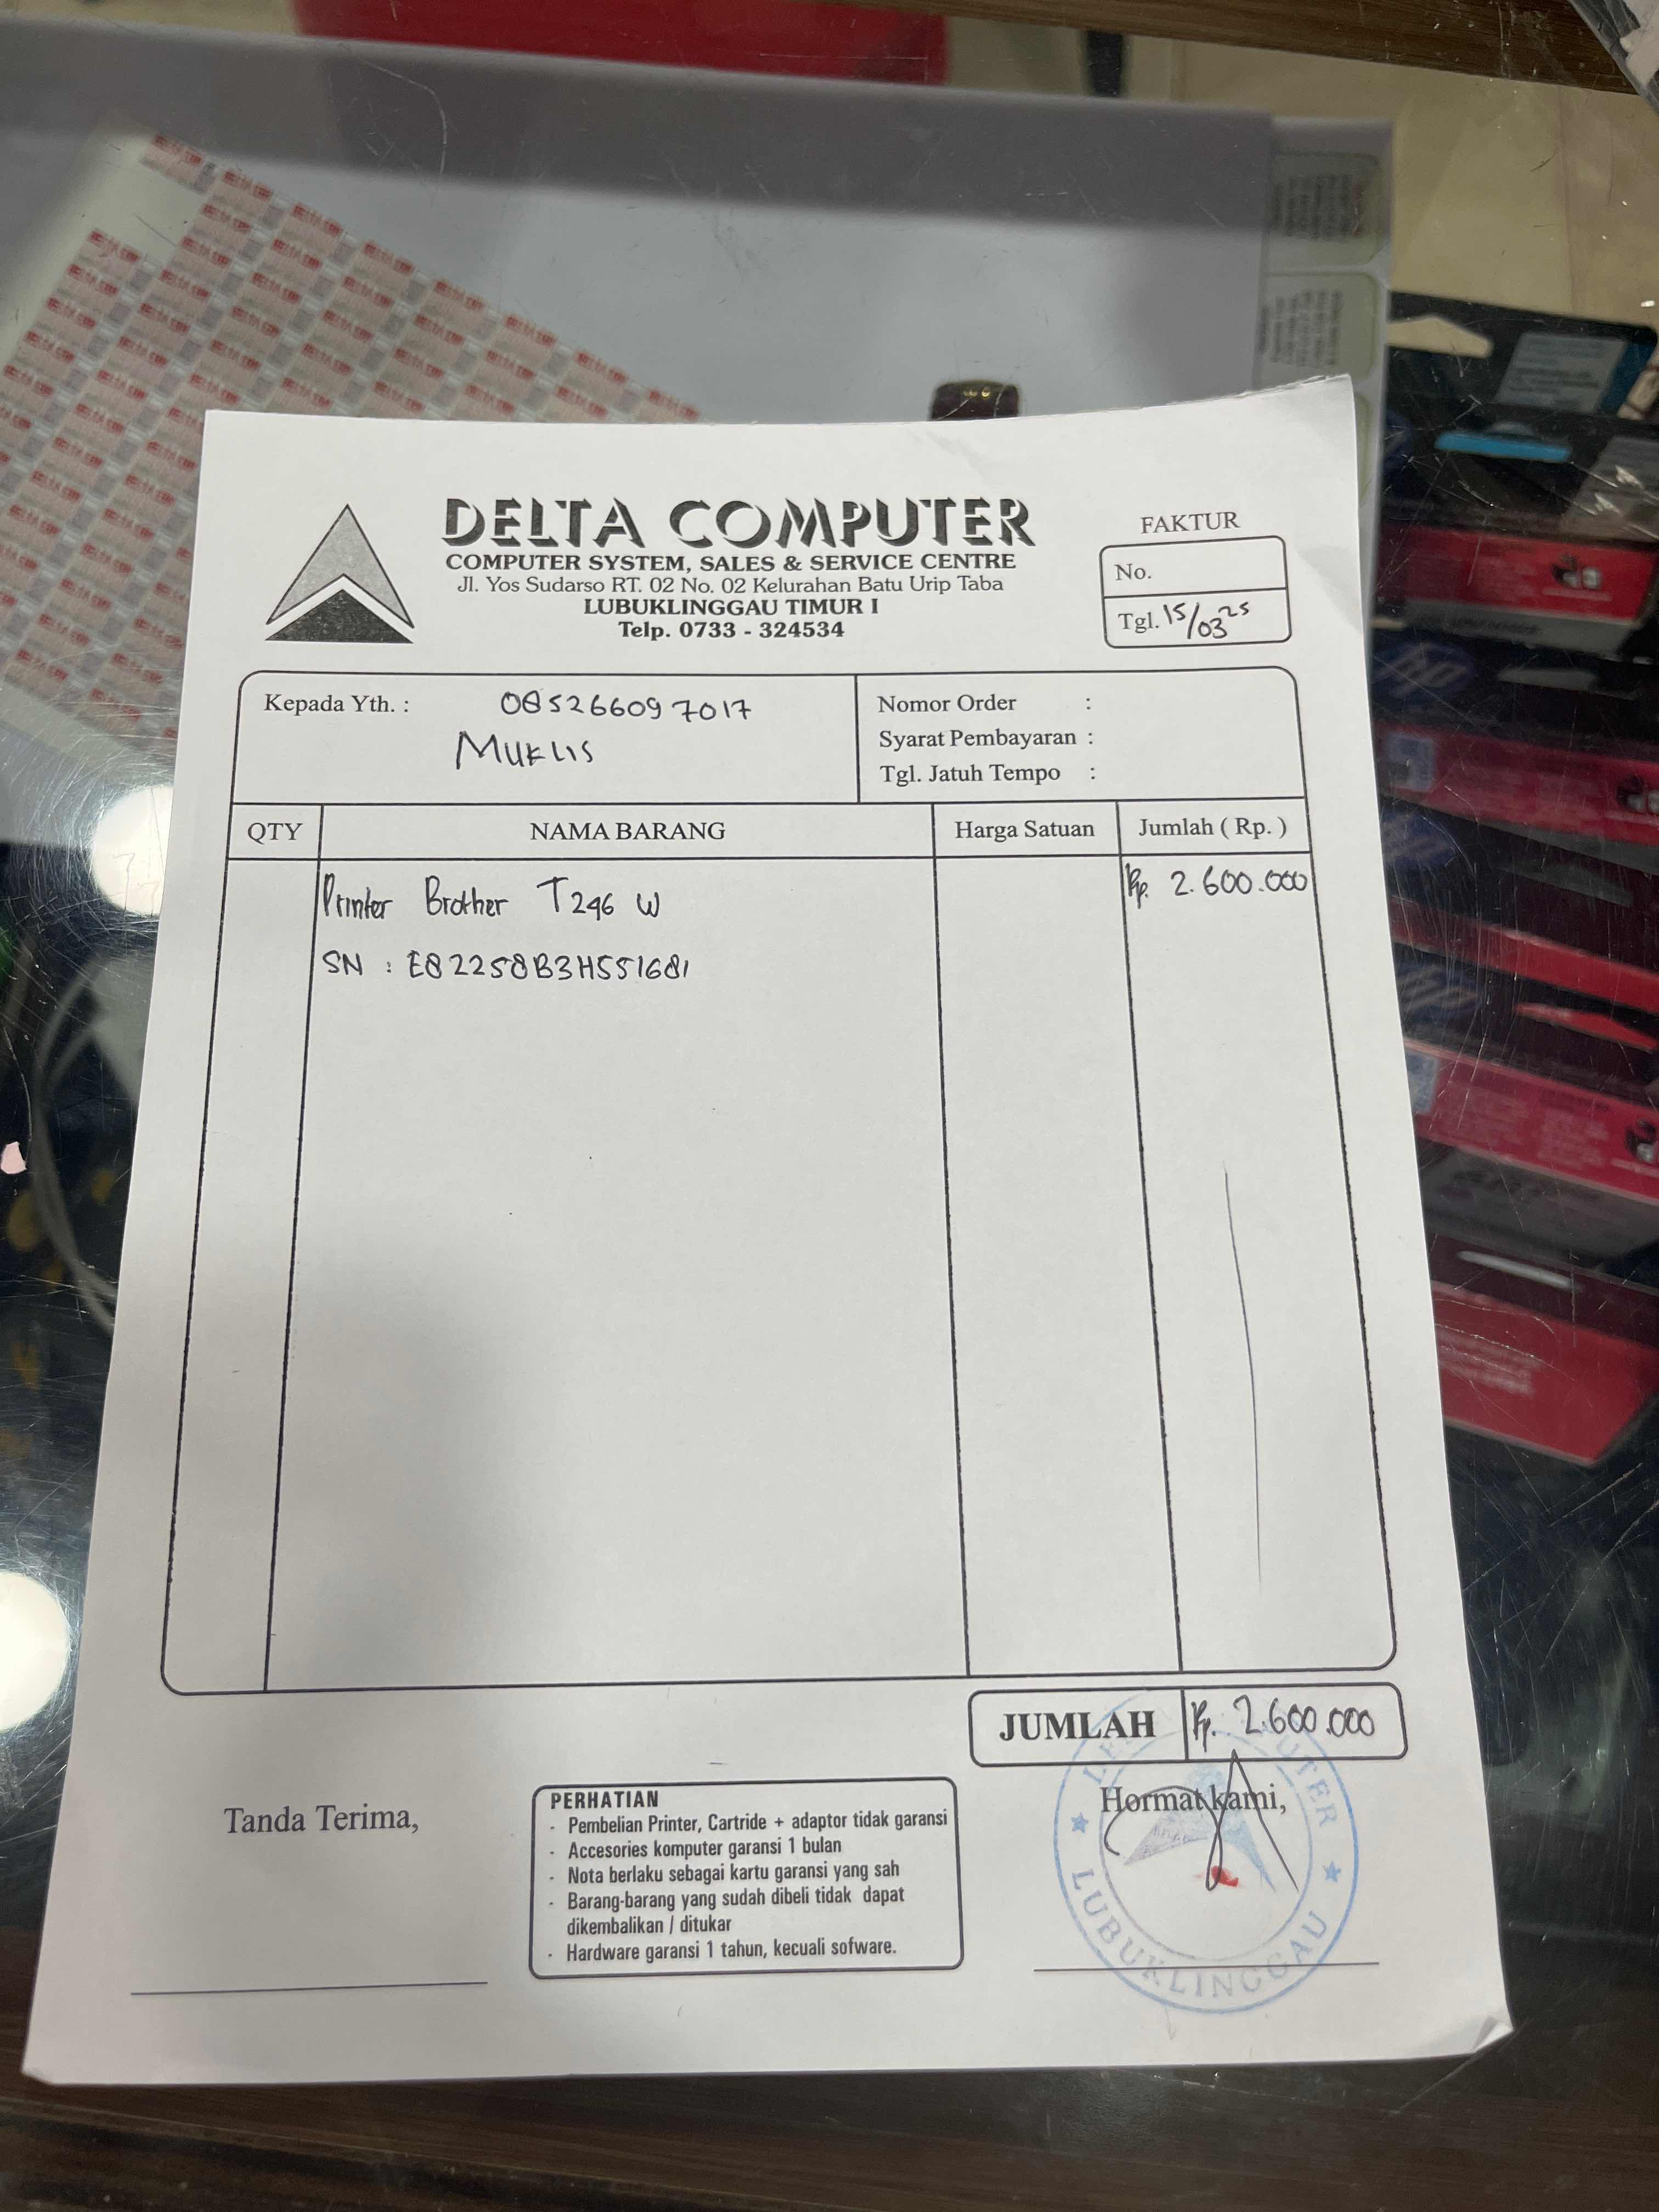 DELTA COMPUTER
COMPUTER SYSTEM, SALES & SERVICE CENTRE
Jl. Yos Sudarso RT. 02 No. 02 Kelurahan Batu Urip Taba
LUBUKLINGGAU TIMUR I
Telp. 0733 - 324534
FAKTUR
No.
Tgl. 15/03 25
Kepada Yth. : 085266097017
MUKLIS
Nomor Order :
Syarat Pembayaran :
Tgl. Jatuh Tempo :
QTY NAMA BARANG Harga Satuan Jumlah ( Rp. )
Printer Brother T246 W Rp. 2.600.000
SN : E82258B3H551681
JUMLAH Rp. 2.600.000
Tanda Terima,
PERHATIAN
- Pembelian Printer, Cartride + adaptor tidak garansi
- Accesories komputer garansi 1 bulan
- Nota berlaku sebagai kartu garansi yang sah
- Barang-barang yang sudah dibeli tidak dapat
dikembalikan / ditukar
- Hardware garansi 1 tahun, kecuali sofware.
Hormat kami,
LUBUKLINGGAU